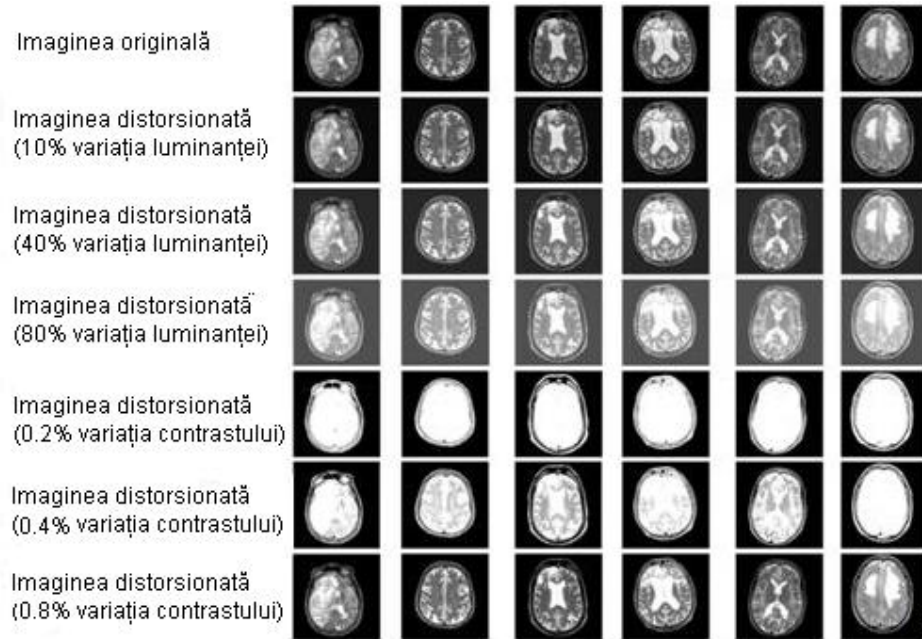 Imaginea originală
Imaginea distorsionată
(10% variația luminanței)
Imaginea distorsionată
(40% variația luminanței)
Imaginea distorsionată
(80% variația luminanței)
Imaginea distorsionată
(0.2% variația contrastului)
Imaginea distorsionată
(0.4% variația contrastului)
Imaginea distorsionată
(0.8% variația contrastului)